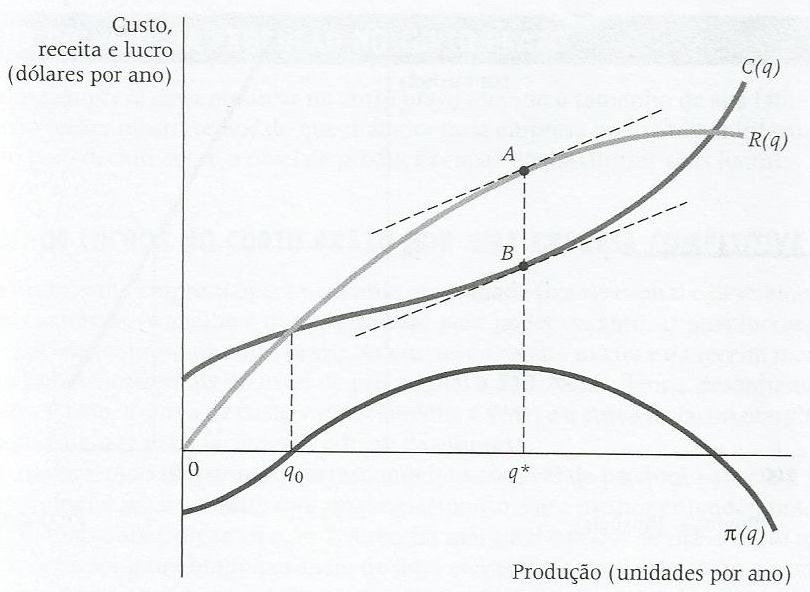 Custo,
receita e lucro
(dólares por ano)
C(q)
R(q)
A
B
0
q₀
q*
π(q)
Produção (unidades por ano)